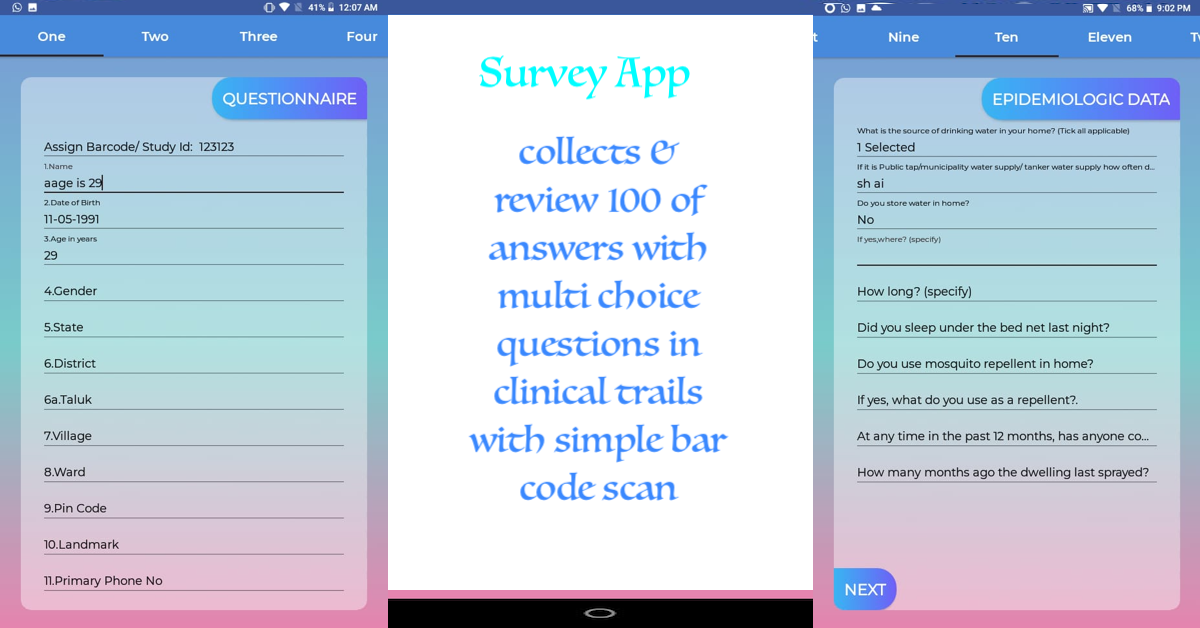 41% 12:07 AM
One Two Three Four
QUESTIONNAIRE
Assign Barcode/ Study Id: 123123
1.Name
aage is 29
2.Date of Birth
11-05-1991
3.Age in years
29
4.Gender
5.State
6.District
6a.Taluk
7.Village
8.Ward
9.Pin Code
10.Landmark
11.Primary Phone No
Survey App
collects &
review 100 of
answers with
multi choice
questions in
clinical trails
with simple bar
code scan
68% 9:02 PM
t Nine Ten Eleven Tw
EPIDEMIOLOGIC DATA
What is the source of drinking water in your home? (Tick all applicable)
1 Selected
If it is Public tap/municipality water supply/ tanker water supply how often d...
sh ai
Do you store water in home?
No
If yes,where? (specify)
How long? (specify)
Did you sleep under the bed net last night?
Do you use mosquito repellent in home?
If yes, what do you use as a repellent?.
At any time in the past 12 months, has anyone co...
How many months ago the dwelling last sprayed?
NEXT